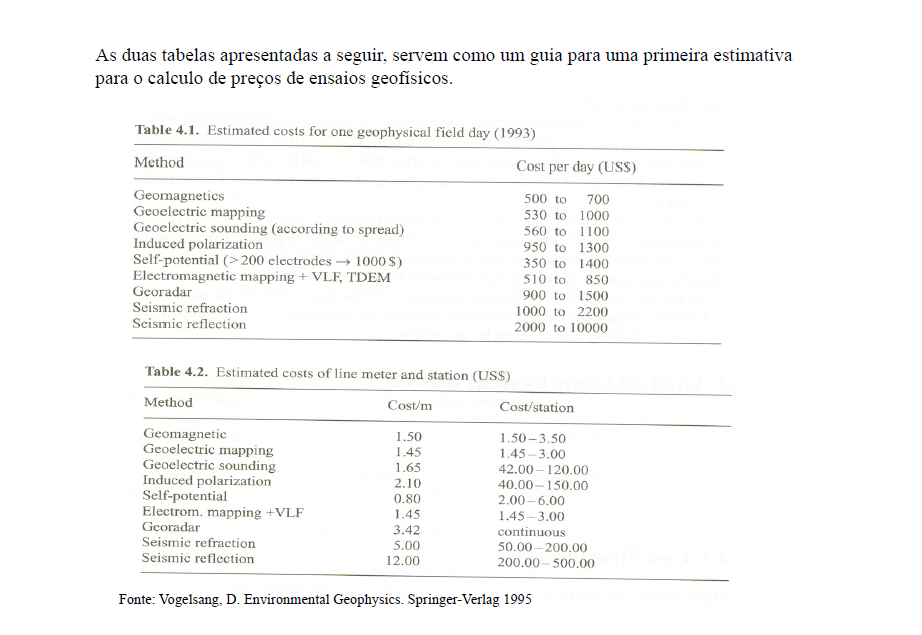 As duas tabelas apresentadas a seguir, servem como um guia para uma primeira estimativa
para o calculo de preços de ensaios geofísicos.
Table 4.1. Estimated costs for one geophysical field day (1993)
Method Cost per day (US$)
Geomagnetics 500 to 700
Geoelectric mapping 530 to 1000
Geoelectric sounding (according to spread) 560 to 1100
Induced polarization 950 to 1300
Self-potential (> 200 electrodes → 1000 $) 350 to 1400
Electromagnetic mapping + VLF, TDEM 510 to 850
Georadar 900 to 1500
Seismic refraction 1000 to 2200
Seismic reflection 2000 to 10000
Table 4.2. Estimated costs of line meter and station (US$)
Method Cost/m Cost/station
Geomagnetic 1.50 1.50–3.50
Geoelectric mapping 1.45 1.45–3.00
Geoelectric sounding 1.65 42.00–120.00
Induced polarization 2.10 40.00–150.00
Self-potential 0.80 2.00–6.00
Electrom. mapping +VLF 1.45 1.45–3.00
Georadar 3.42 continuous
Seismic refraction 5.00 50.00–200.00
Seismic reflection 12.00 200.00–500.00
Fonte: Vogelsang, D. Environmental Geophysics. Springer-Verlag 1995